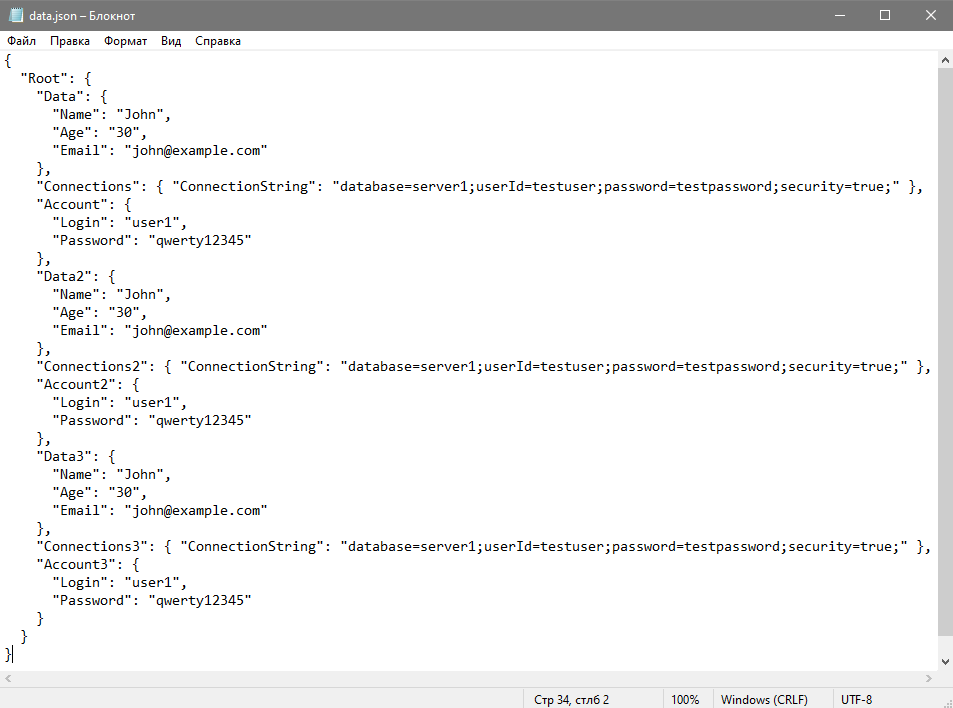 data.json – Блокнот
Файл Правка Формат Вид Справка
{
  "Root": {
    "Data": {
      "Name": "John",
      "Age": "30",
      "Email": "john@example.com"
    },
    "Connections": { "ConnectionString": "database=server1;userId=testuser;password=testpassword;security=true;" },
    "Account": {
      "Login": "user1",
      "Password": "qwerty12345"
    },
    "Data2": {
      "Name": "John",
      "Age": "30",
      "Email": "john@example.com"
    },
    "Connections2": { "ConnectionString": "database=server1;userId=testuser;password=testpassword;security=true;" },
    "Account2": {
      "Login": "user1",
      "Password": "qwerty12345"
    },
    "Data3": {
      "Name": "John",
      "Age": "30",
      "Email": "john@example.com"
    },
    "Connections3": { "ConnectionString": "database=server1;userId=testuser;password=testpassword;security=true;" },
    "Account3": {
      "Login": "user1",
      "Password": "qwerty12345"
    }
  }
}
Стр 34, стлб 2 100% Windows (CRLF) UTF-8